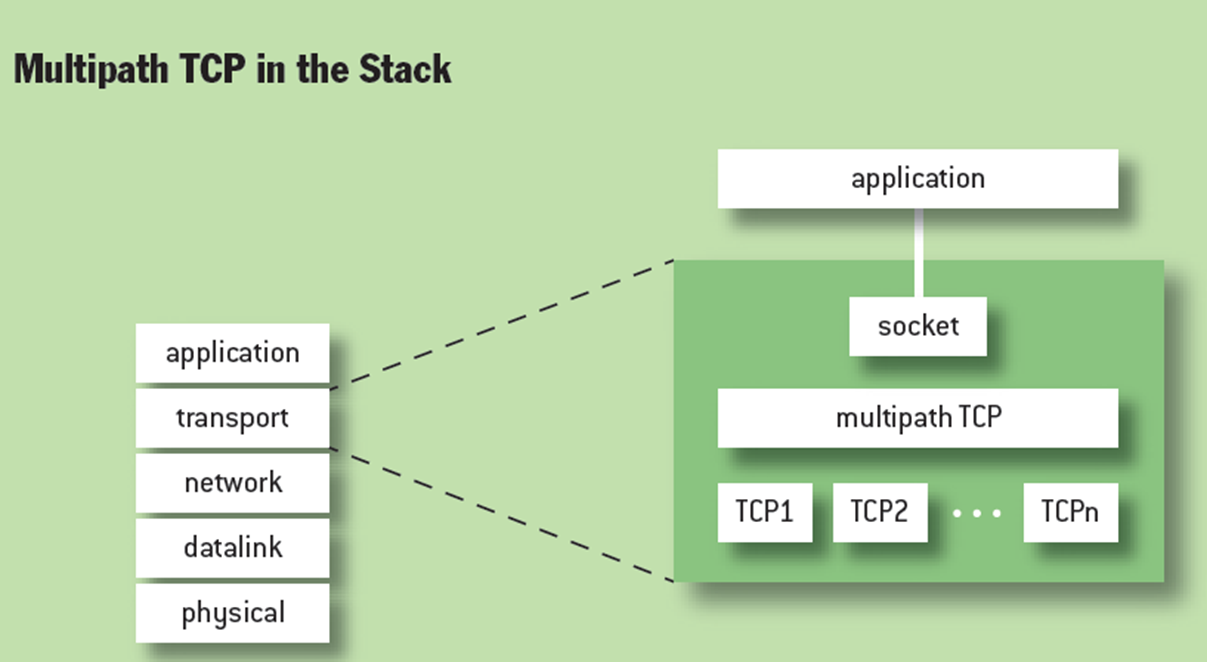 Multipath TCP in the Stack
application
transport
network
datalink
physical
application
socket
multipath TCP
TCP1 TCP2 ... TCPn